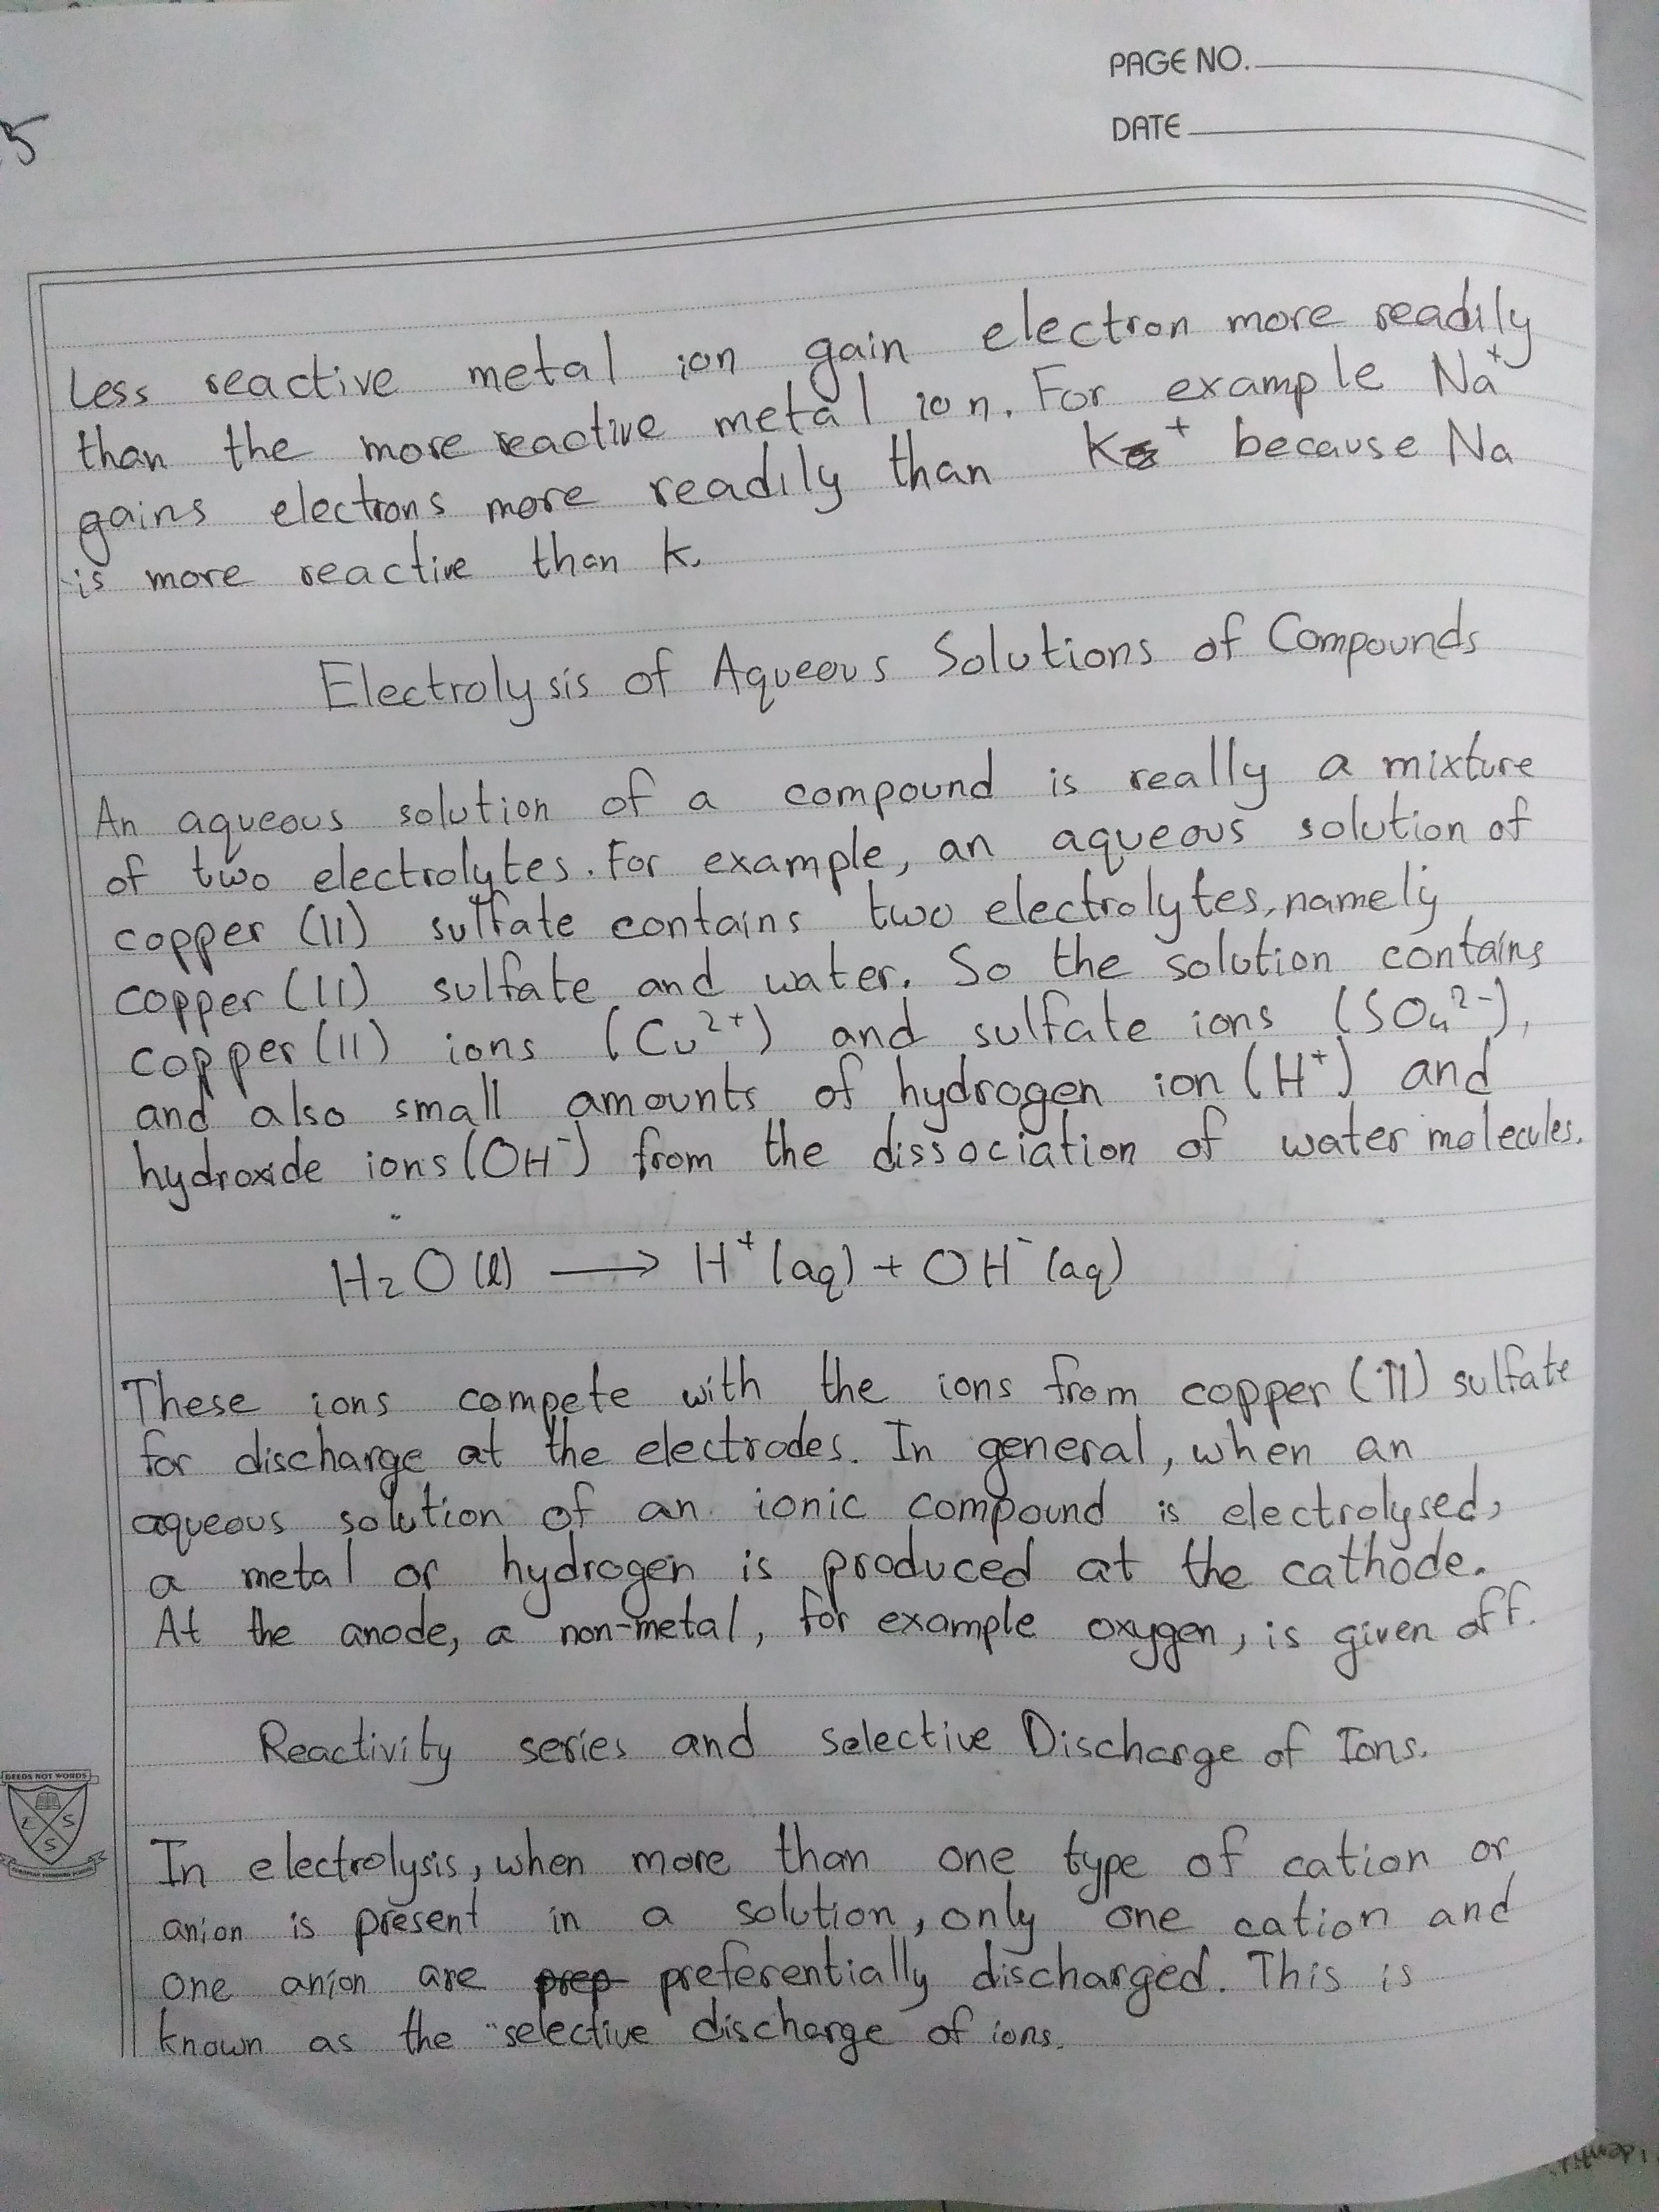 PAGE NO.
DATE
5
Less reactive metal ion gain electron more readily
than the more reactive metal ion. For example Na⁺
gains electrons more readily than K⁺ because Na
is more reactive than K.
Electrolysis of Aqueous Solutions of Compounds
An aqueous solution of a compound is really a mixture
of two electrolytes. For example, an aqueous solution of
copper (II) sulfate contains two electrolytes, namely
copper (II) sulfate and water. So the solution contains
copper (II) ions (Cu²⁺) and sulfate ions (SO₄²⁻),
and also small amounts of hydrogen ion (H⁺) and
hydroxide ions (OH⁻) from the dissociation of water molecules.
H₂O (l) ⟶ H⁺ (aq) + OH⁻ (aq)
These ions compete with the ions from copper (II) sulfate
for discharge at the electrodes. In general, when an
aqueous solution of an ionic compound is electrolysed,
a metal or hydrogen is produced at the cathode.
At the anode, a non-metal, for example oxygen, is given off.
Reactivity series and selective Discharge of Ions.
In electrolysis, when more than one type of cation or
anion is present in a solution, only one cation and
one anion are prep preferentially discharged. This is
known as the "selective discharge of ions.
DEEDS NOT WORDS
E S S